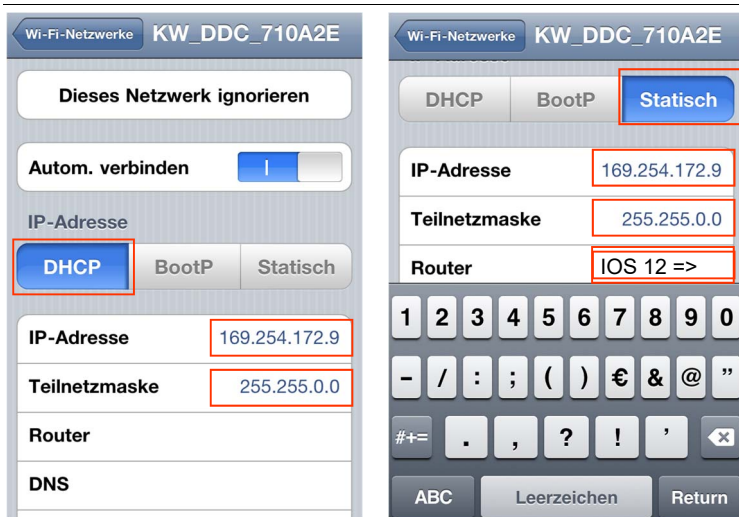 Wi-Fi-Netzwerke KW_DDC_710A2E
Dieses Netzwerk ignorieren
Autom. verbinden
IP-Adresse
DHCP BootP Statisch
IP-Adresse 169.254.172.9
Teilnetzmaske 255.255.0.0
Router
DNS
Wi-Fi-Netzwerke KW_DDC_710A2E
DHCP BootP Statisch
IP-Adresse 169.254.172.9
Teilnetzmaske 255.255.0.0
Router IOS 12 =>
1 2 3 4 5 6 7 8 9 0
- / : ; ( ) € & @ ”
#+= . , ? ! ’
ABC Leerzeichen Return